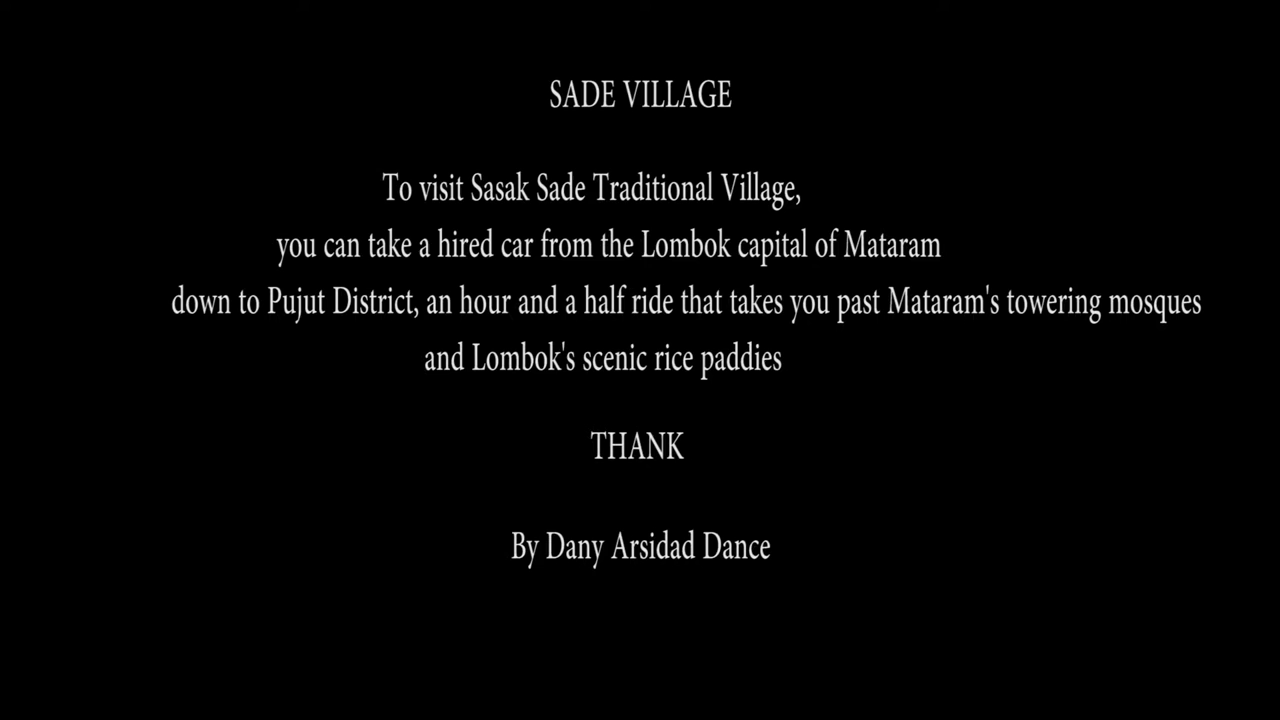 SADE VILLAGE
To visit Sasak Sade Traditional Village,
you can take a hired car from the Lombok capital of Mataram
down to Pujut District, an hour and a half ride that takes you past Mataram's towering mosques
and Lombok's scenic rice paddies
THANK
By Dany Arsidad Dance